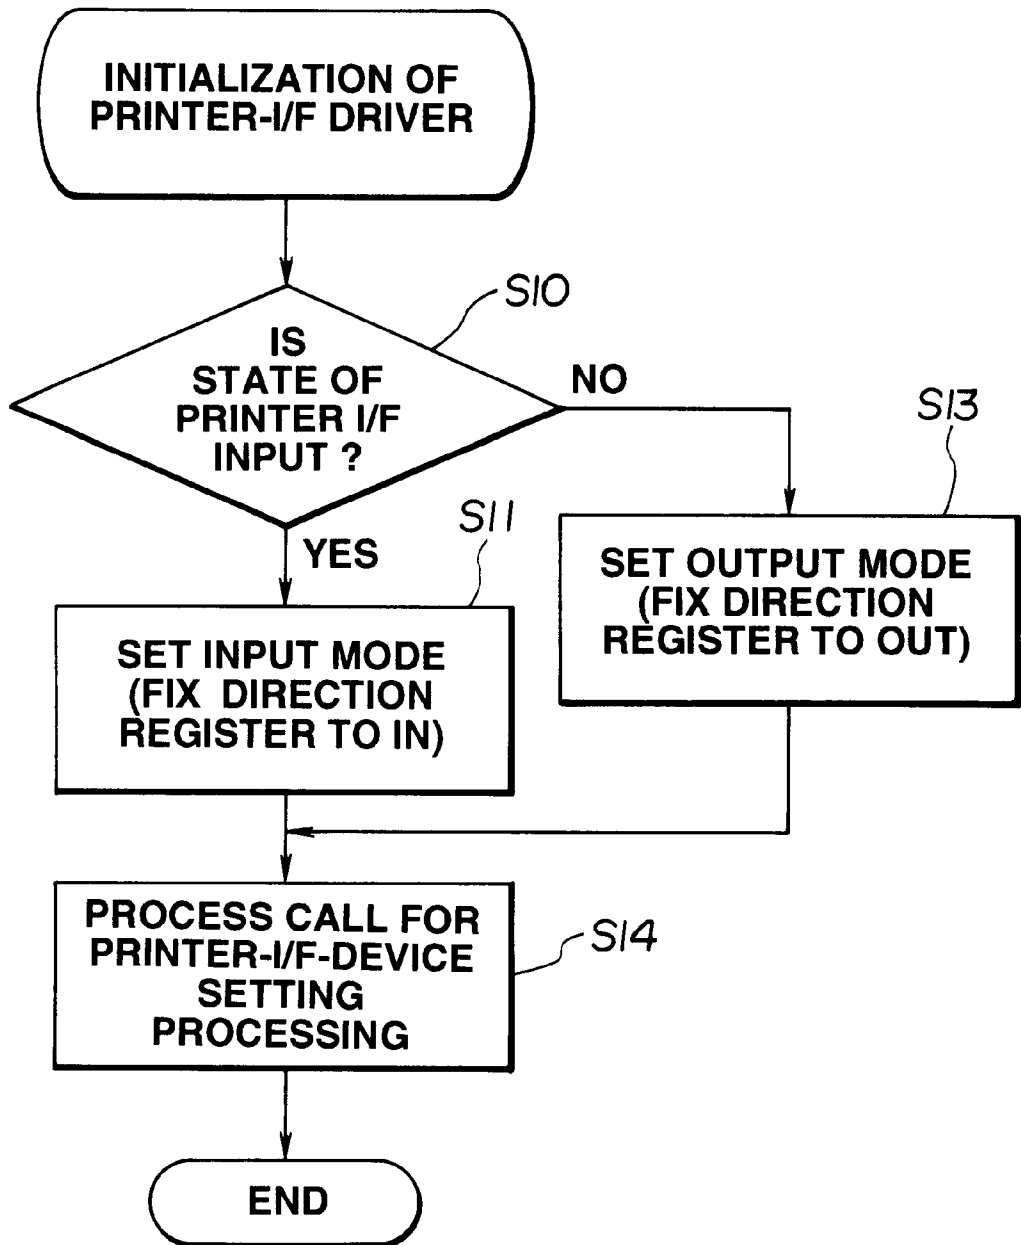 INITIALIZATION OF
PRINTER-I/F DRIVER
S10
IS
STATE OF
PRINTER I/F
INPUT ?
NO
S13
S11
YES
SET OUTPUT MODE
(FIX DIRECTION
REGISTER TO OUT)
SET INPUT MODE
(FIX DIRECTION
REGISTER TO IN)
PROCESS CALL FOR
PRINTER-I/F-DEVICE
SETTING
PROCESSING
S14
END